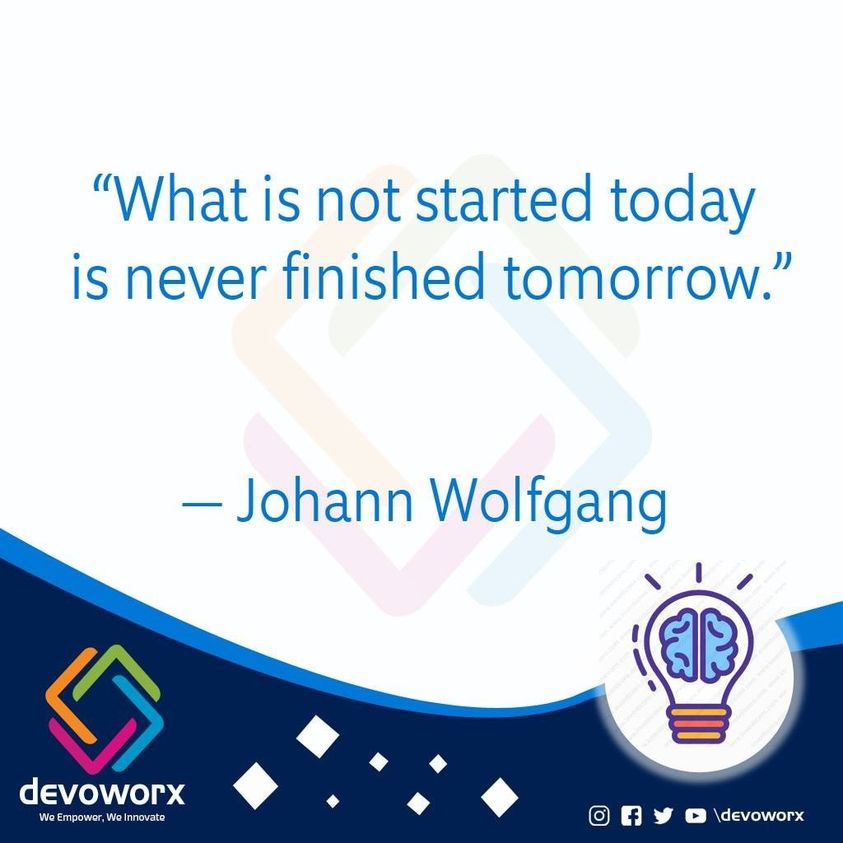 “What is not started today
is never finished tomorrow.”
— Johann Wolfgang
devoworx
We Empower, We Innovate
\devoworx